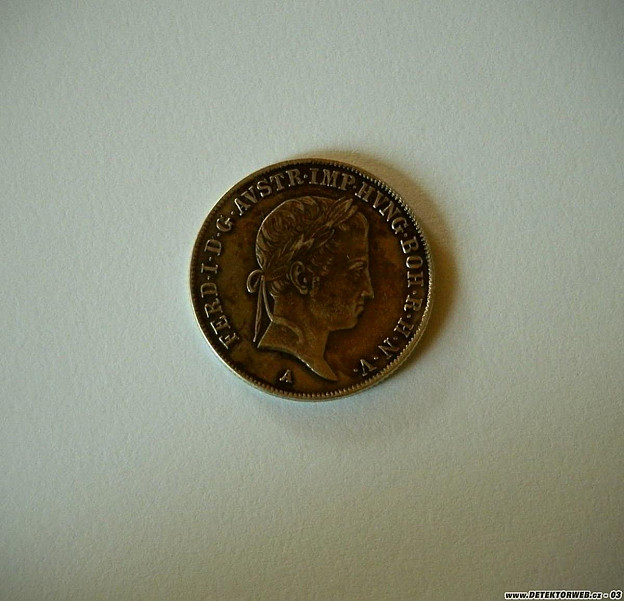 FERD·I·D·G·AVSTR·IMP·HVNG·BOH·R·H·N·V·
A
www.DETEKTORWEB.cz - 03